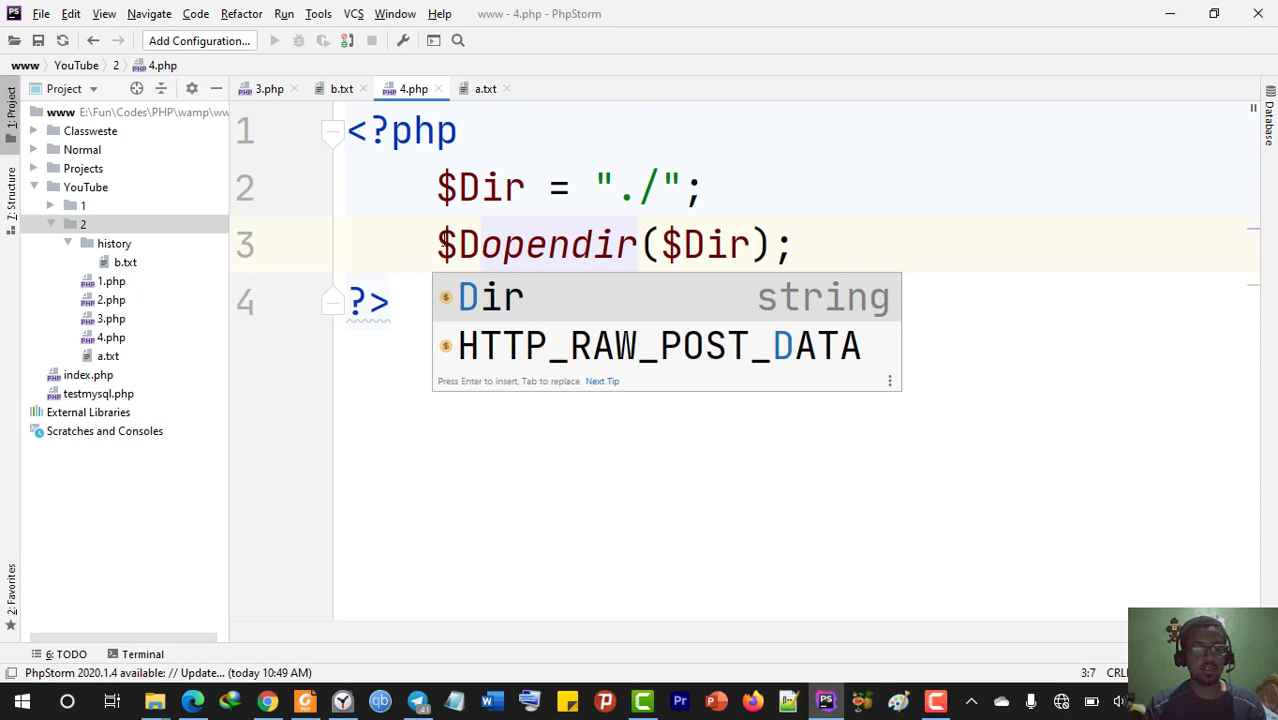 PS File Edit View Navigate Code Refactor Run Tools VCS Window Help www - 4.php - PhpStorm
Add Configuration...
www YouTube 2 4.php
Project 3.php b.txt 4.php a.txt
1: Project
7: Structure
2: Favorites
Database
www E:\Fun\Codes\PHP\wamp\ww
Classweste
Normal
Projects
YouTube
1
2
history
b.txt
1.php
2.php
3.php
4.php
a.txt
index.php
testmysql.php
External Libraries
Scratches and Consoles
1 <?php
2 $Dir = "./";
3 $Dopendir($Dir);
4 ?>
Dir string
HTTP_RAW_POST_DATA
Press Enter to insert, Tab to replace Next Tip
6: TODO Terminal
PhpStorm 2020.1.4 available: // Update... (today 10:49 AM) 3:7 CRL